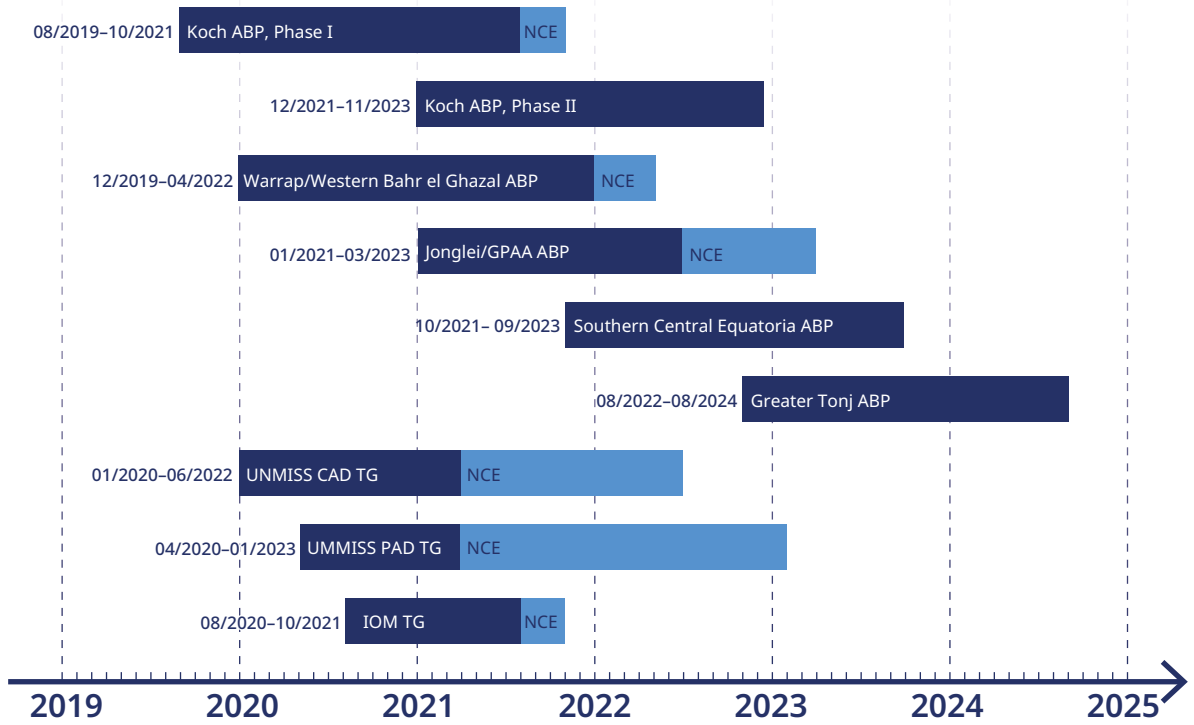 08/2019–10/2021 Koch ABP, Phase I NCE
12/2021–11/2023 Koch ABP, Phase II
12/2019–04/2022 Warrap/Western Bahr el Ghazal ABP NCE
01/2021–03/2023 Jonglei/GPAA ABP NCE
10/2021– 09/2023 Southern Central Equatoria ABP
08/2022–08/2024 Greater Tonj ABP
01/2020–06/2022 UNMISS CAD TG NCE
04/2020–01/2023 UMMISS PAD TG NCE
08/2020–10/2021 IOM TG NCE
2019 2020 2021 2022 2023 2024 2025